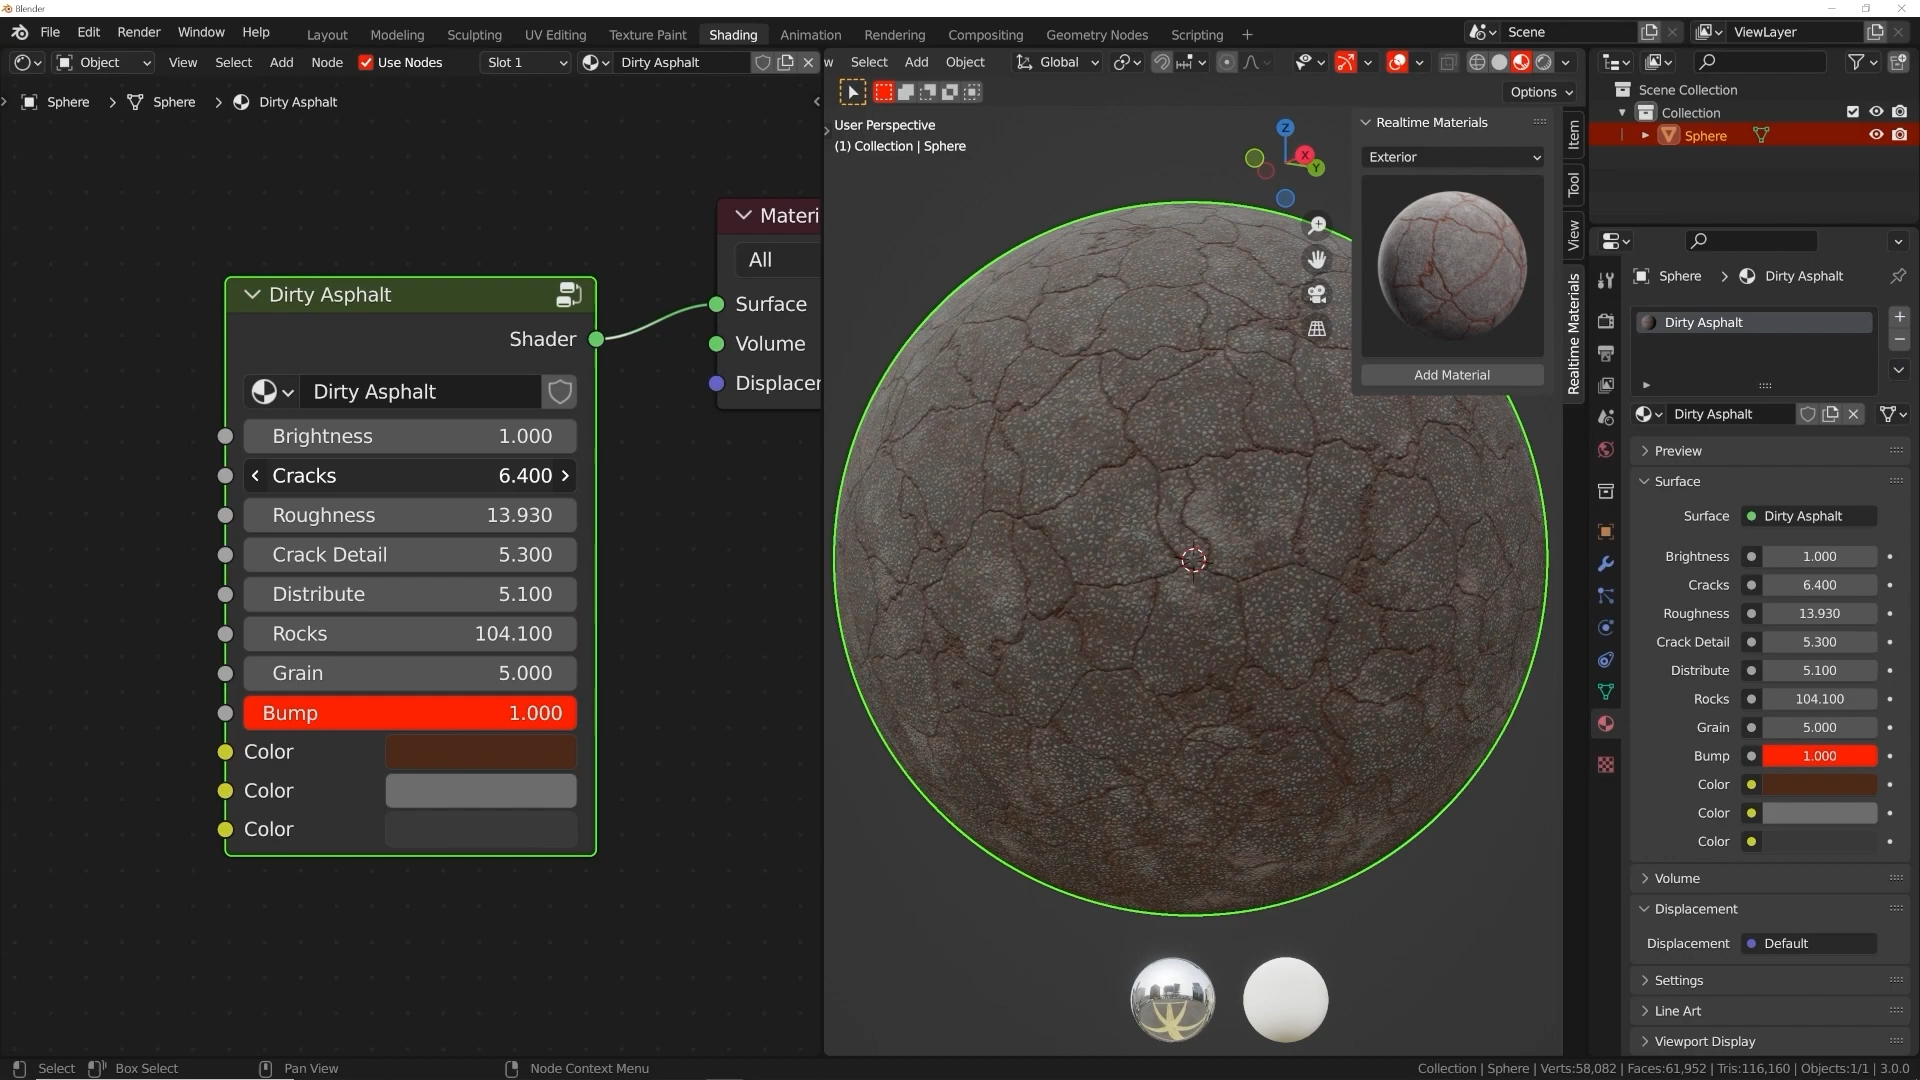 Blender
File Edit Render Window Help Layout Modeling Sculpting UV Editing Texture Paint Shading Animation Rendering Compositing Geometry Nodes Scripting + Scene ViewLayer
Object View Select Add Node Use Nodes Slot 1 Dirty Asphalt
w Select Add Object Global
Options
Sphere > Sphere > Dirty Asphalt
User Perspective
(1) Collection | Sphere
Dirty Asphalt
Shader
Dirty Asphalt
Brightness 1.000
Cracks 6.400
Roughness 13.930
Crack Detail 5.300
Distribute 5.100
Rocks 104.100
Grain 5.000
Bump 1.000
Color
Color
Color
Materi
All
Surface
Volume
Displacer
Z
X
Y
Realtime Materials
Exterior
Add Material
Item
Tool
View
Realtime Materials
Scene Collection
Collection
Sphere
Sphere > Dirty Asphalt
Dirty Asphalt
Dirty Asphalt
Preview
Surface
Surface Dirty Asphalt
Brightness 1.000
Cracks 6.400
Roughness 13.930
Crack Detail 5.300
Distribute 5.100
Rocks 104.100
Grain 5.000
Bump 1.000
Color
Color
Color
Volume
Displacement
Displacement Default
Settings
Line Art
Viewport Display
Select Box Select Pan View Node Context Menu
Collection | Sphere | Verts:58,082 | Faces:61,952 | Tris:116,160 | Objects:1/1 | 3.0.0